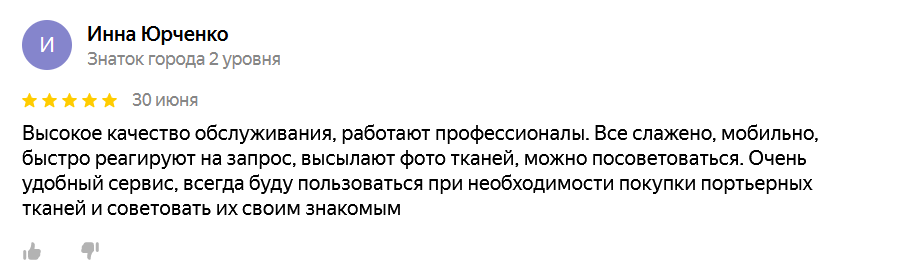 И
Инна Юрченко
Знаток города 2 уровня
30 июня
Высокое качество обслуживания, работают профессионалы. Все слажено, мобильно,
быстро реагируют на запрос, высылают фото тканей, можно посоветоваться. Очень
удобный сервис, всегда буду пользоваться при необходимости покупки портьерных
тканей и советовать их своим знакомым